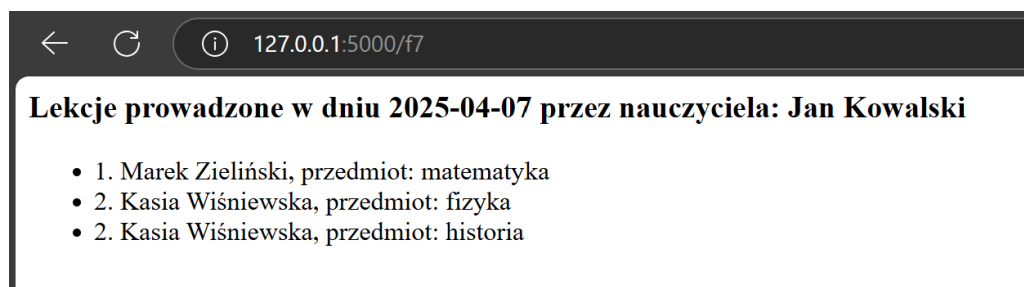 127.0.0.1:5000/f7
Lekcje prowadzone w dniu 2025-04-07 przez nauczyciela: Jan Kowalski
• 1. Marek Zieliński, przedmiot: matematyka
• 2. Kasia Wiśniewska, przedmiot: fizyka
• 2. Kasia Wiśniewska, przedmiot: historia